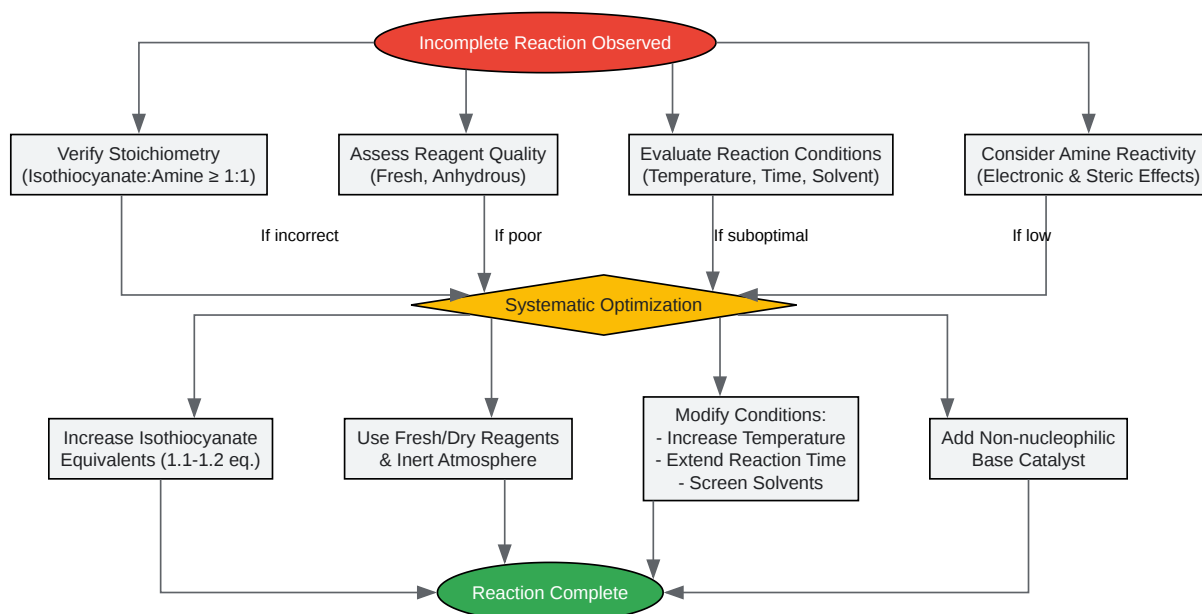 Incomplete Reaction Observed
Verify Stoichiometry
(Isothiocyanate:Amine ≥ 1:1)
Assess Reagent Quality
(Fresh, Anhydrous)
Evaluate Reaction Conditions
(Temperature, Time, Solvent)
Consider Amine Reactivity
(Electronic & Steric Effects)
If incorrect
If poor
If suboptimal
If low
Systematic Optimization
Increase Isothiocyanate
Equivalents (1.1-1.2 eq.)
Use Fresh/Dry Reagents
& Inert Atmosphere
Modify Conditions:
- Increase Temperature
- Extend Reaction Time
- Screen Solvents
Add Non-nucleophilic
Base Catalyst
Reaction Complete